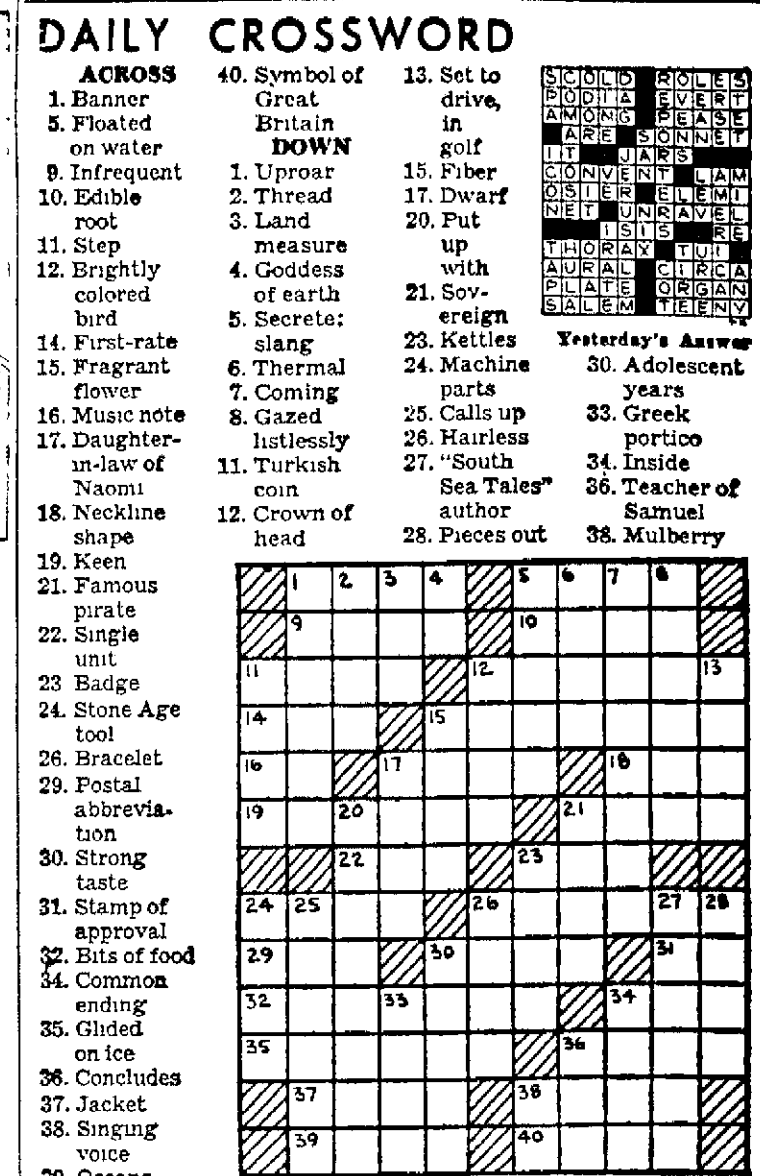 DAILY CROSSWORD
ACROSS
1. Banner
5. Floated
on water
9. Infrequent
10. Edible
root
11. Step
12. Brightly
colored
bird
14. First-rate
15. Fragrant
flower
16. Music note
17. Daughter-
in-law of
Naomi
18. Neckline
shape
19. Keen
21. Famous
pirate
22. Single
unit
23 Badge
24. Stone Age
tool
26. Bracelet
29. Postal
abbrevia-
tion
30. Strong
taste
31. Stamp of
approval
32. Bits of food
34. Common
ending
35. Glided
on ice
36. Concludes
37. Jacket
38. Singing
voice
40. Symbol of
Great
Britain
DOWN
1. Uproar
2. Thread
3. Land
measure
4. Goddess
of earth
5. Secrete:
slang
6. Thermal
7. Coming
8. Gazed
listlessly
11. Turkish
coin
12. Crown of
head
13. Set to
drive,
in
golf
15. Fiber
17. Dwarf
20. Put
up
with
21. Sov-
ereign
23. Kettles
24. Machine
parts
25. Calls up
26. Hairless
27. "South
Sea Tales"
author
28. Pieces out
SCOLD ROLES
PODIA EVERT
AMONG PEASE
ARE SONNET
IT JARS
CONVENT LAM
OSIER ELEMI
NET UNRAVEL
ISIS RE
THORAX TUI
AURAL CIRCA
PLATE ORGAN
SALEM TEENY
Yesterday's Answer
30. Adolescent
years
33. Greek
portico
34. Inside
36. Teacher of
Samuel
38. Mulberry
1 2 3 4 5 6 7 8
9 10
11 12 13
14 15
16 17 18
19 20 21
22 23
24 25 26 27 28
29 30 31
32 33 34
35 36
37 38
39 40